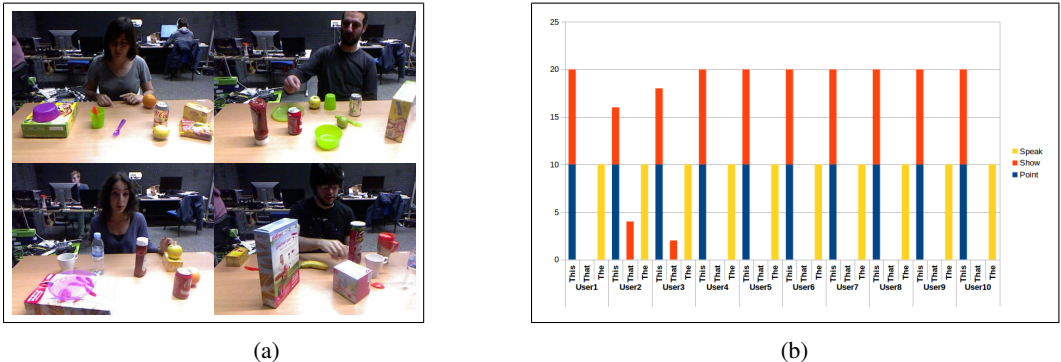 25
20
15
10
5
0
Speak
Show
Point
This That The This That The This That The This That The This That The This That The This That The This That The This That The This That The
User1 User2 User3 User4 User5 User6 User7 User8 User9 User10
(a) (b)